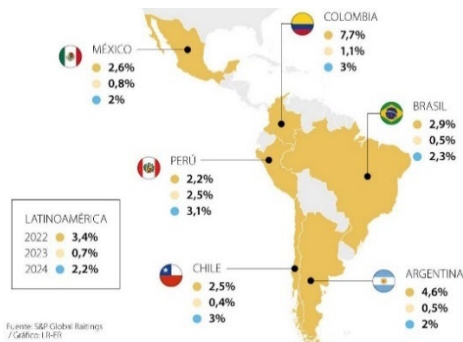 COLOMBIA
7,7%
1,1%
3%
MÉXICO
2,6%
0,8%
2%
BRASIL
2,9%
0,5%
2,3%
PERÚ
2,2%
2,5%
3,1%
LATINOAMÉRICA
2022 3,4%
2023 0,7%
2024 2,2%
CHILE
2,5%
0,4%
3%
ARGENTINA
4,6%
0,5%
2%
Fuente: S&P Global Raitings
/ Gráfico: LR-ER